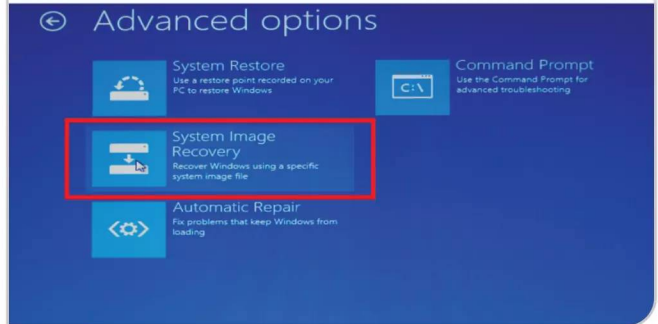 Advanced options
System Restore
Use a restore point recorded on your
PC to restore Windows
Command Prompt
Use the Command Prompt for
advanced troubleshooting
C:\
System Image
Recovery
Recover Windows using a specific
system image file
Automatic Repair
Fix problems that keep Windows from
loading